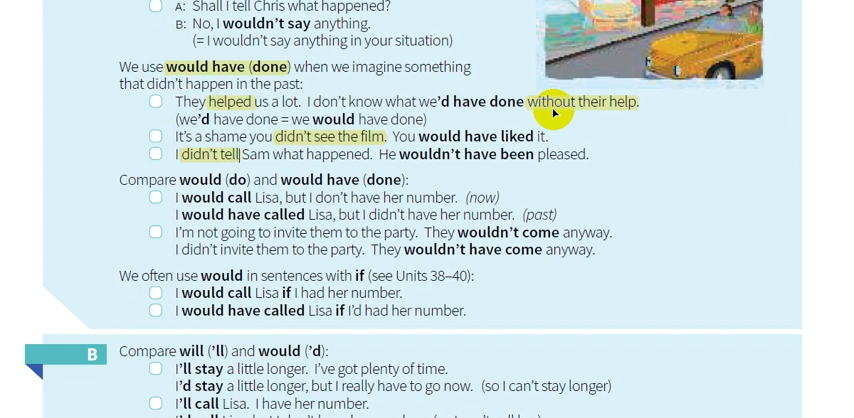 A: Shall I tell Chris what happened?
B: No, I wouldn't say anything.
(= I wouldn't say anything in your situation)
We use would have (done) when we imagine something
that didn't happen in the past:
They helped us a lot. I don't know what we'd have done without their help.
(we'd have done = we would have done)
It's a shame you didn't see the film. You would have liked it.
I didn't tell Sam what happened. He wouldn't have been pleased.
Compare would (do) and would have (done):
I would call Lisa, but I don't have her number. (now)
I would have called Lisa, but I didn't have her number. (past)
I'm not going to invite them to the party. They wouldn't come anyway.
I didn't invite them to the party. They wouldn't have come anyway.
We often use would in sentences with if (see Units 38–40):
I would call Lisa if I had her number.
I would have called Lisa if I'd had her number.
B
Compare will ('ll) and would ('d):
I'll stay a little longer. I've got plenty of time.
I'd stay a little longer, but I really have to go now. (so I can't stay longer)
I'll call Lisa. I have her number.